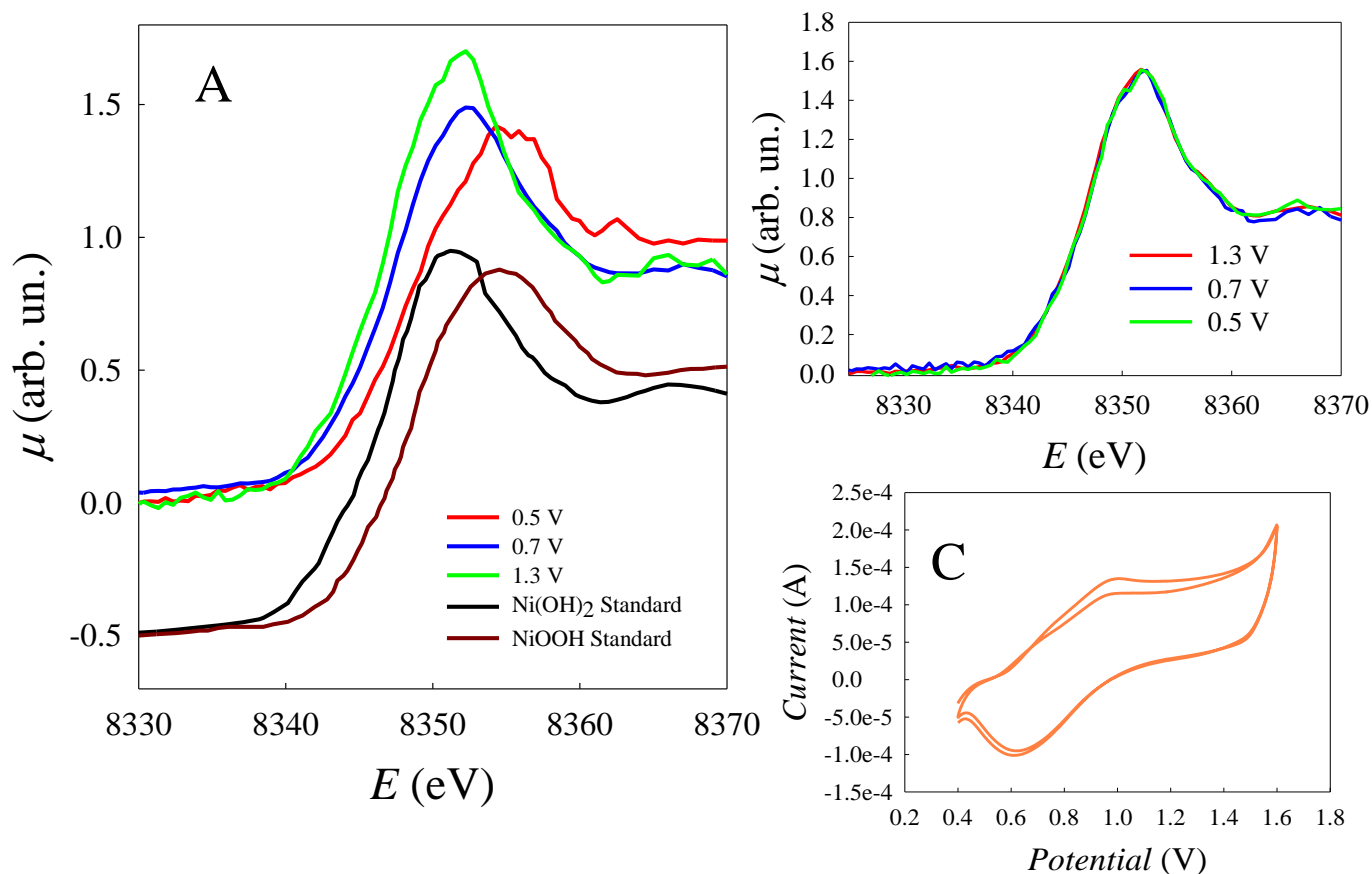 A
μ (arb. un.)
1.5
1.0
0.5
0.0
-0.5
0.5 V
0.7 V
1.3 V
Ni(OH)2 Standard
NiOOH Standard
8330 8340 8350 8360 8370
E (eV)
μ (arb. un.)
1.8
1.6
1.4
1.2
1.0
0.8
0.6
0.4
0.2
0.0
1.3 V
0.7 V
0.5 V
8330 8340 8350 8360 8370
E (eV)
C
Current (A)
2.5e-4
2.0e-4
1.5e-4
1.0e-4
5.0e-5
0.0
-5.0e-5
-1.0e-4
-1.5e-4
0.2 0.4 0.6 0.8 1.0 1.2 1.4 1.6 1.8
Potential (V)